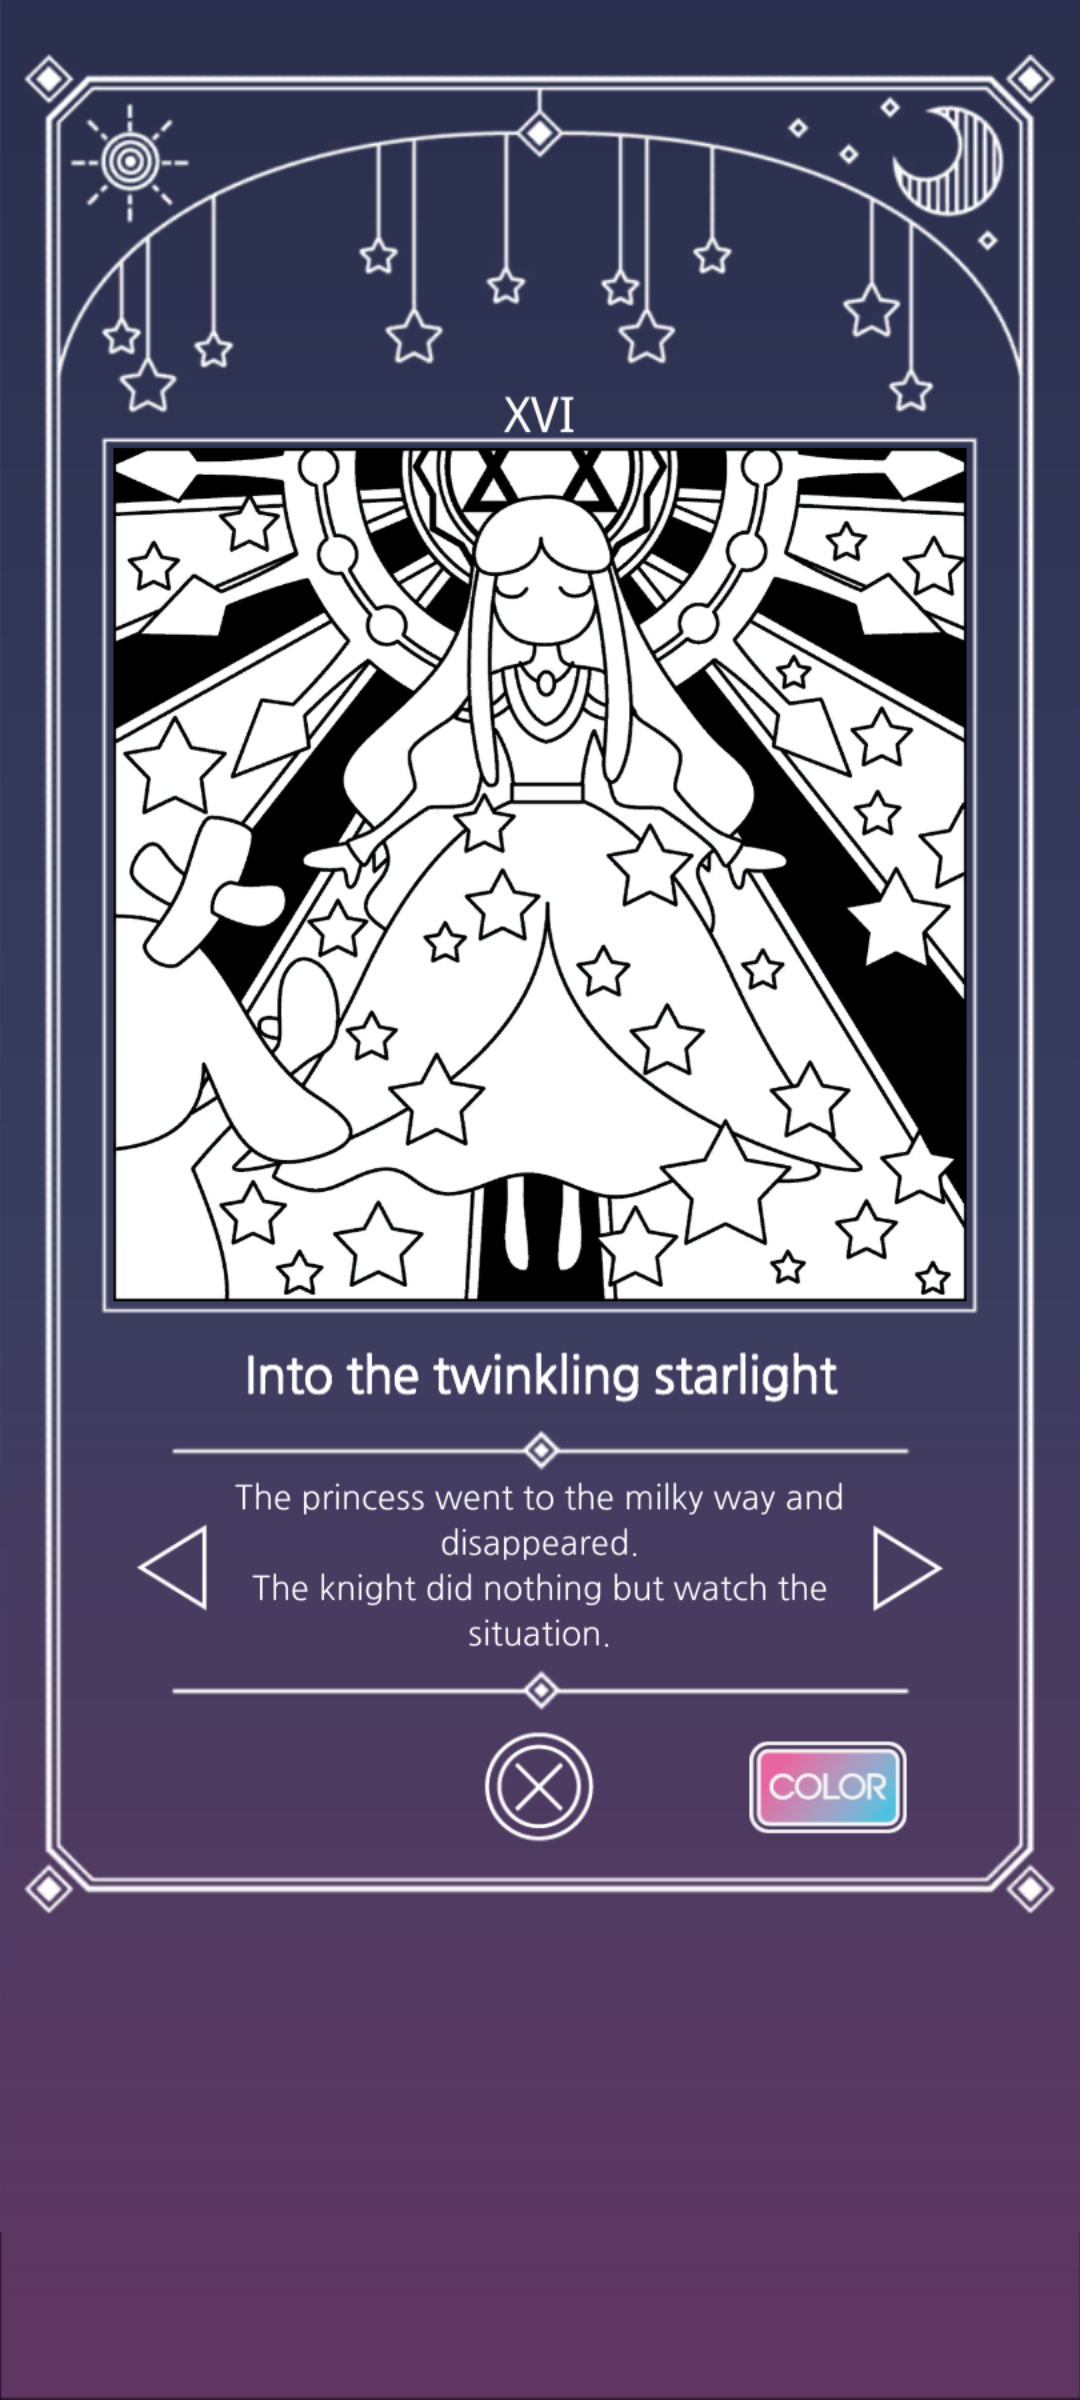 XVI
Into the twinkling starlight
The princess went to the milky way and
disappeared.
The knight did nothing but watch the
situation.
COLOR